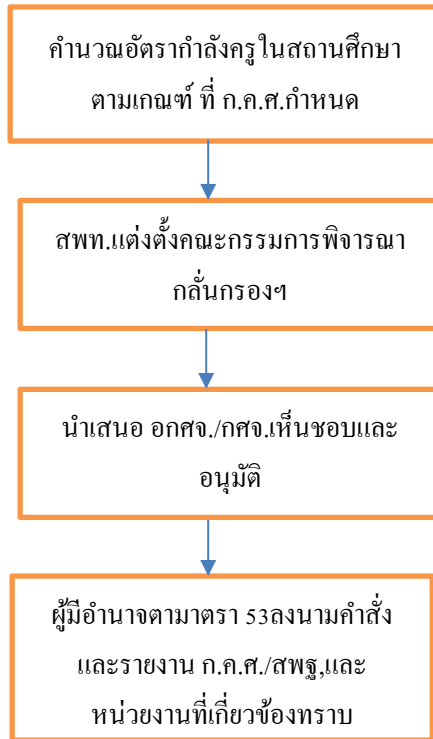 คำนวณอัตรากำลังครูในสถานศึกษา
ตามเกณฑ์ ที่ ก.ค.ศ.กำหนด
สพท.แต่งตั้งคณะกรรมการพิจารณา
กลั่นกรองฯ
นำเสนอ อกศจ./กศจ.เห็นชอบและ
อนุมัติ
ผู้มีอำนาจตามาตรา 53ลงนามคำสั่ง
และรายงาน ก.ค.ศ./สพฐ,และ
หน่วยงานที่เกี่ยวข้องทราบ